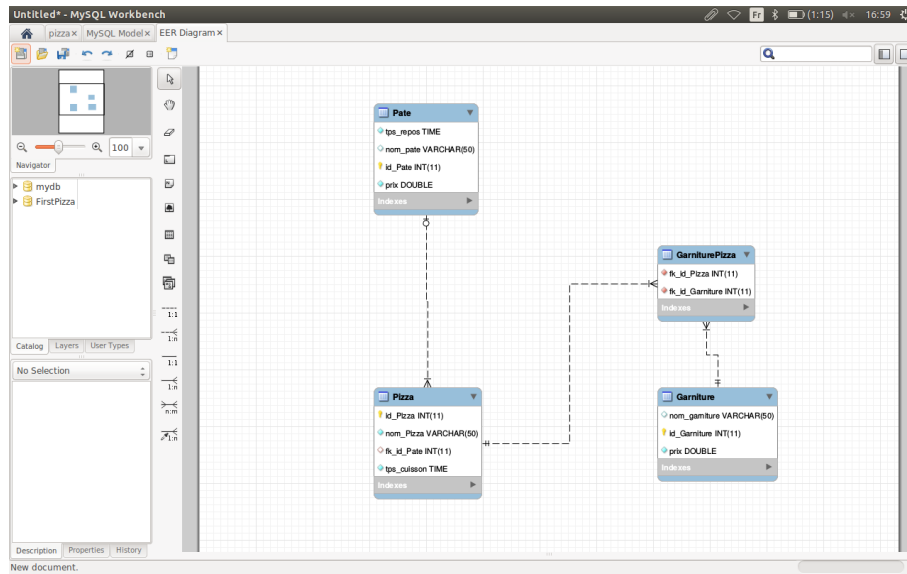 Untitled* - MySQL Workbench
Fr (1:15) 16:59
pizza × MySQL Model × EER Diagram ×
100
Navigator
mydb
FirstPizza
Catalog Layers User Types
No Selection
Description Properties History
New document.
1:1
1:n
1:1
1:n
n:m
1:n
Pate
tps_repos TIME
nom_pate VARCHAR(50)
id_Pate INT(11)
prix DOUBLE
Indexes
GarniturePizza
fk_id_Pizza INT(11)
fk_id_Garniture INT(11)
Indexes
Pizza
id_Pizza INT(11)
nom_Pizza VARCHAR(50)
fk_id_Pate INT(11)
tps_cuisson TIME
Indexes
Garniture
nom_garniture VARCHAR(50)
id_Garniture INT(11)
prix DOUBLE
Indexes